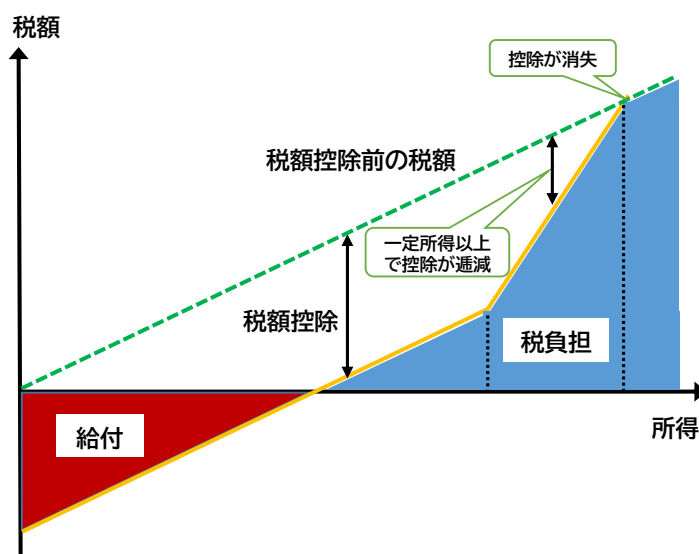 税額
控除が消失
税額控除前の税額
一定所得以上
で控除が逓減
税額控除
税負担
給付
所得